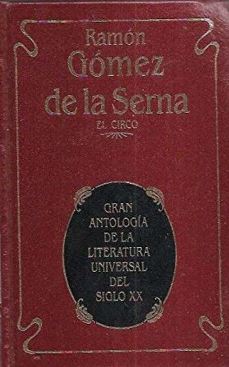 Ramón
Gómez
de la Serna
EL CIRCO
GRAN
ANTOLOGÍA
DE LA
LITERATURA
UNIVERSAL
DEL
SIGLO XX